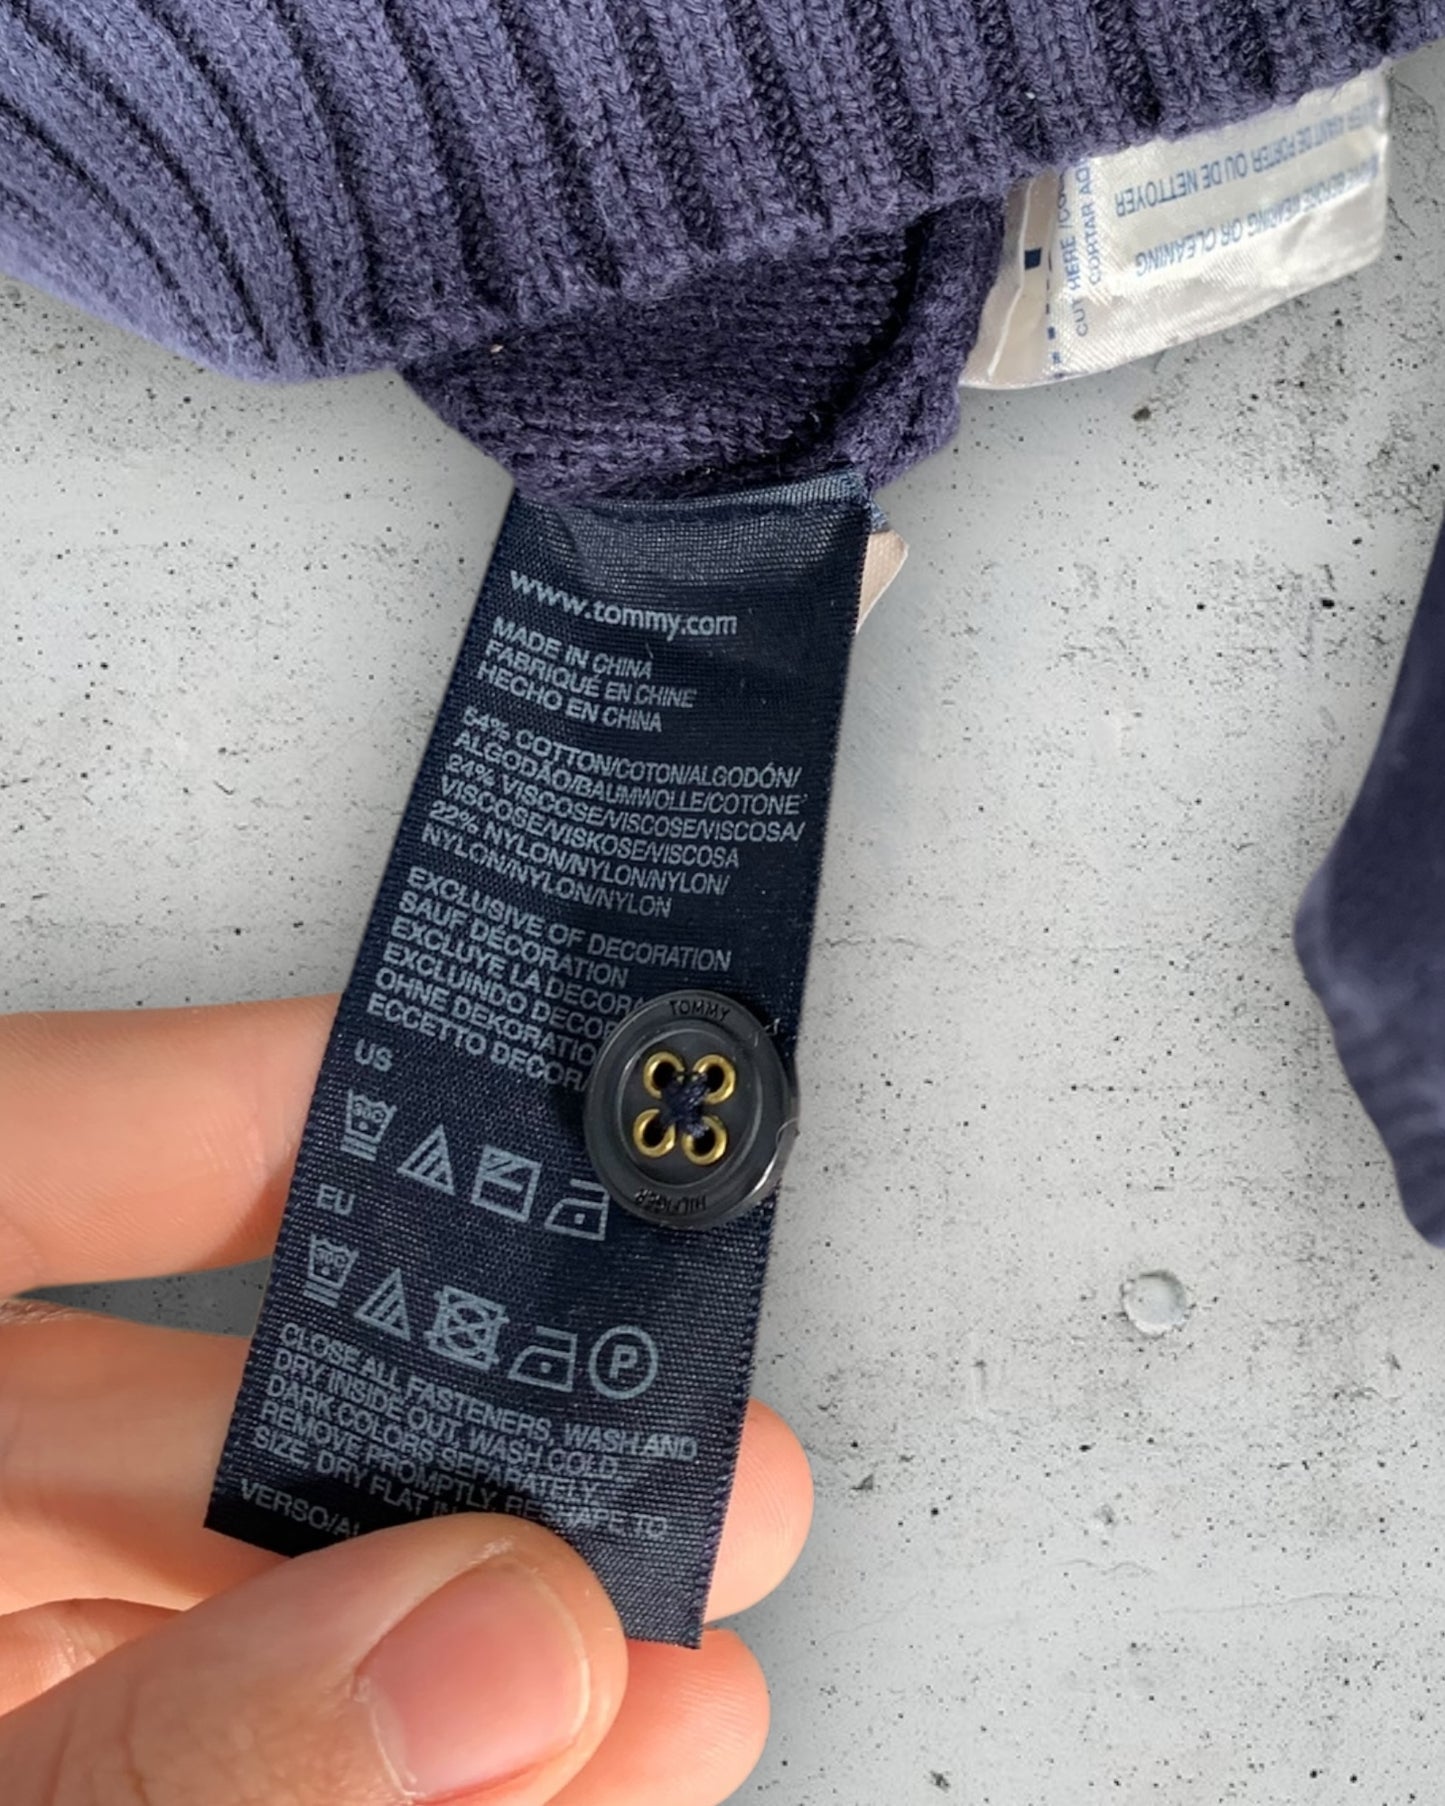 VER AVANT DE PORTER OU DE NETTOYER
BEFORE WEARING OR CLEANING
CUT HERE /CO
CORTAR AQ
www.tommy.com
MADE IN CHINA
FABRIQUÉ EN CHINE
HECHO EN CHINA
54% COTTON/COTON/ALGODÓN/
ALGODÃO/BAUMWOLLE/COTONE
24% VISCOSE/VISCOSE/VISCOSA/
VISCOSE/VISKOSE/VISCOSA
22% NYLON/NYLON/NYLON/
NYLON/NYLON/NYLON
EXCLUSIVE OF DECORATION
SAUF DÉCORATION
EXCLUYE LA DECORA
EXCLUINDO DECOR
OHNE DEKORATIO
ECCETTO DECOR
TOMMY
HILFIGER
US
EU
P
CLOSE ALL FASTENERS, WASH AND
DRY INSIDE OUT. WASH COLD.
DARK COLORS SEPARATELY.
REMOVE PROMPTLY. RESHAPE TO
SIZE. DRY FLAT IN
VERSO/AL